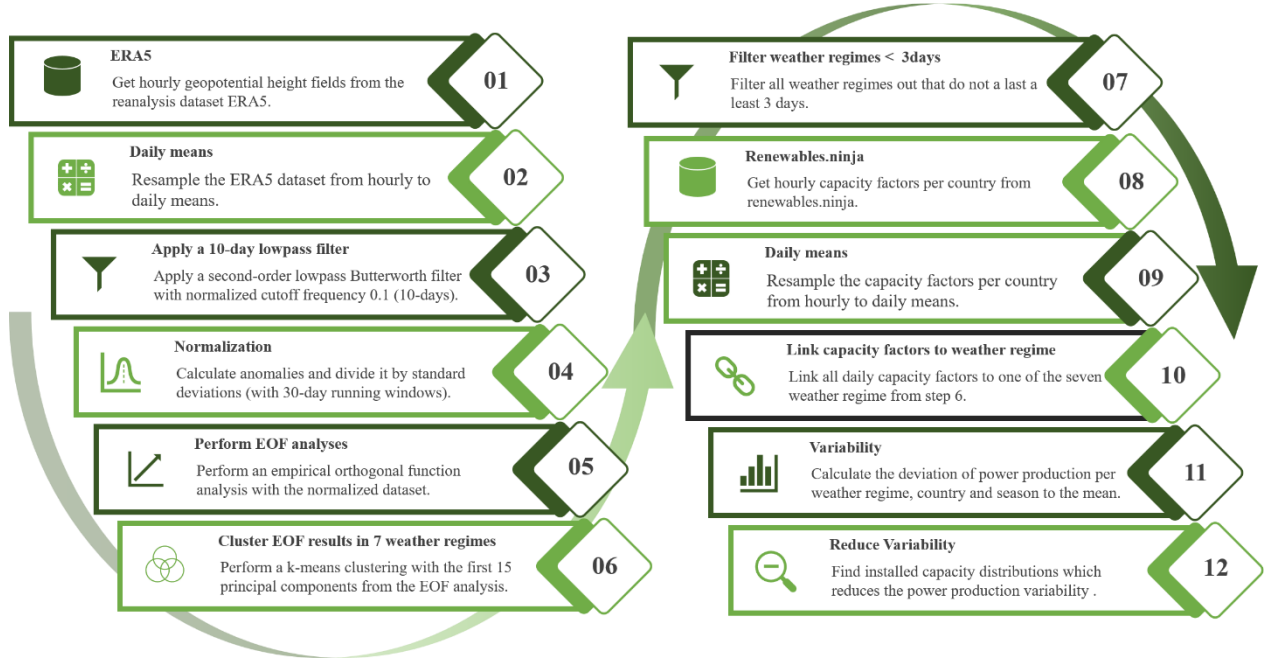 ERA5
Get hourly geopotential height fields from the
reanalysis dataset ERA5.
01
Daily means
Resample the ERA5 dataset from hourly to
daily means.
02
Apply a 10-day lowpass filter
Apply a second-order lowpass Butterworth filter
with normalized cutoff frequency 0.1 (10-days).
03
Normalization
Calculate anomalies and divide it by standard
deviations (with 30-day running windows).
04
Perform EOF analyses
Perform an empirical orthogonal function
analysis with the normalized dataset.
05
Cluster EOF results in 7 weather regimes
Perform a k-means clustering with the first 15
principal components from the EOF analysis.
06
Filter weather regimes < 3days
Filter all weather regimes out that do not a last a
least 3 days.
07
Renewables.ninja
Get hourly capacity factors per country from
renewables.ninja.
08
Daily means
Resample the capacity factors per country
from hourly to daily means.
09
Link capacity factors to weather regime
Link all daily capacity factors to one of the seven
weather regime from step 6.
10
Variability
Calculate the deviation of power production per
weather regime, country and season to the mean.
11
Reduce Variability
Find installed capacity distributions which
reduces the power production variability .
12